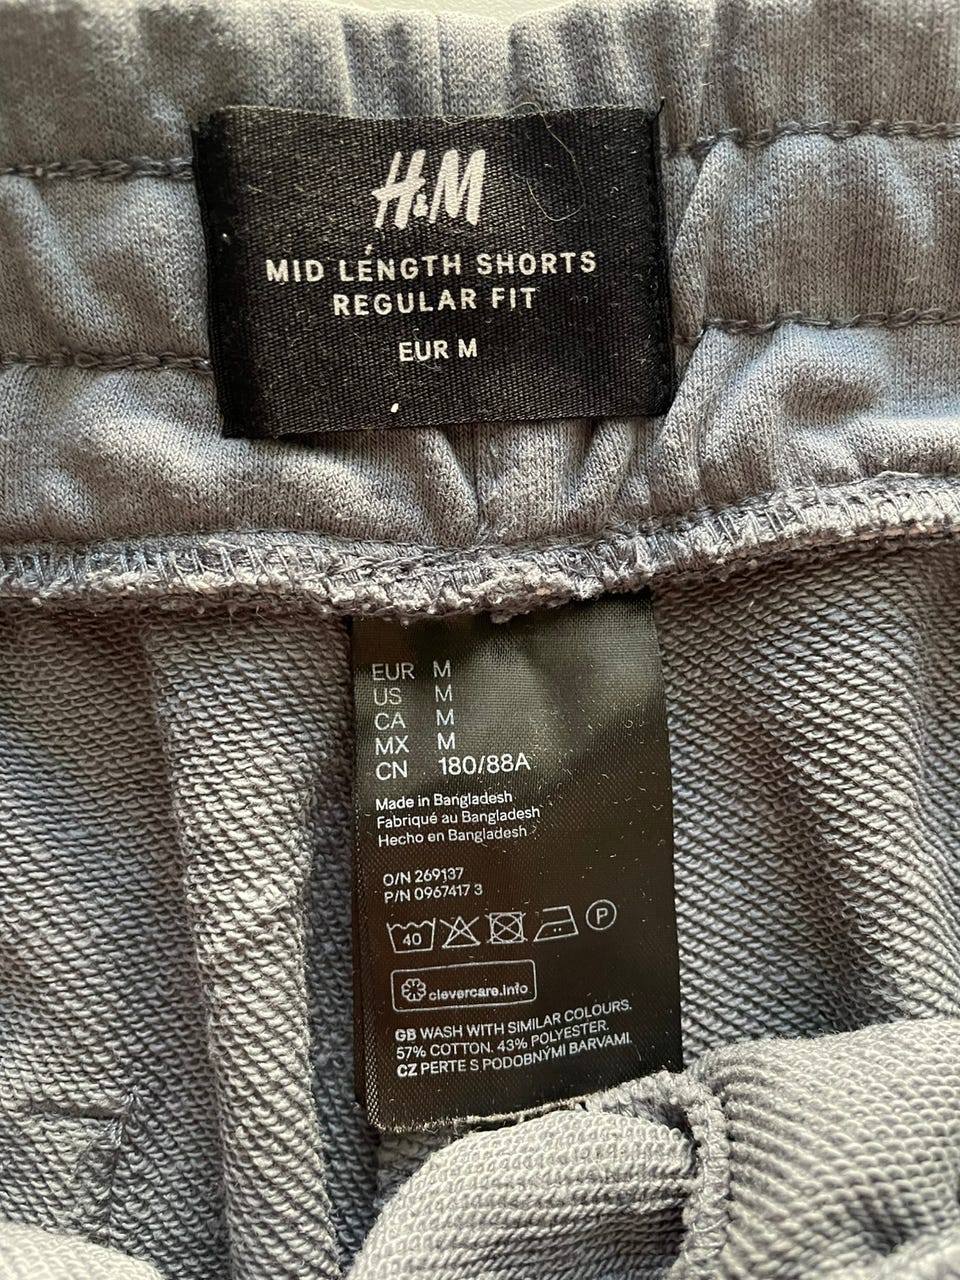 H&M
MID LENGTH SHORTS
REGULAR FIT
EUR M
EUR M
US M
CA M
MX M
CN 180/88A
Made in Bangladesh
Fabriqué au Bangladesh
Hecho en Bangladesh
O/N 269137
P/N 0967417 3
40
P
clevercare.info
GB WASH WITH SIMILAR COLOURS.
57% COTTON. 43% POLYESTER.
CZ PERTE S PODOBNÝMI BARVAMI.